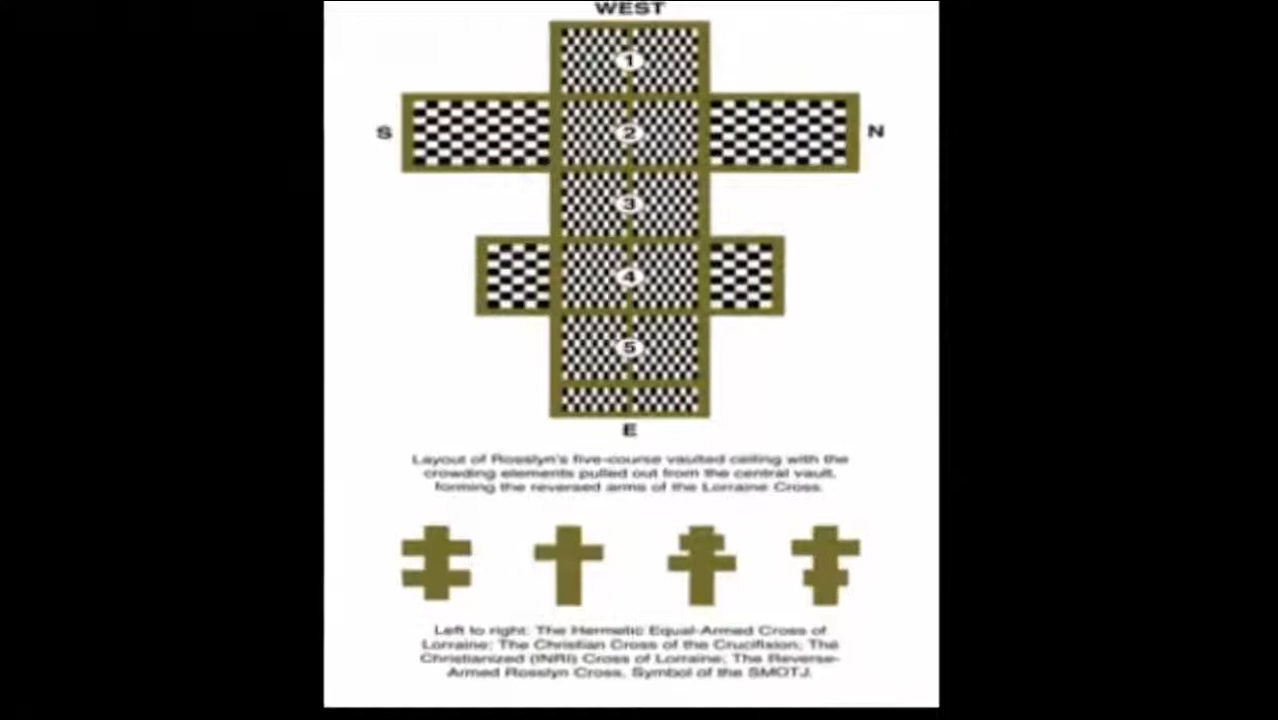 WEST
1
S
2
N
3
4
5
E
Layout of Rosslyn's five-course vaulted ceiling with the
crowding elements pulled out from the central vault,
forming the reversed arms of the Lorraine Cross.
Left to right: The Hermetic Equal-Armed Cross of
Lorraine; The Christian Cross of the Crucifixion; The
Christianized (INRI) Cross of Lorraine; The Reverse-
Armed Rosslyn Cross, Symbol of the SMOTJ.